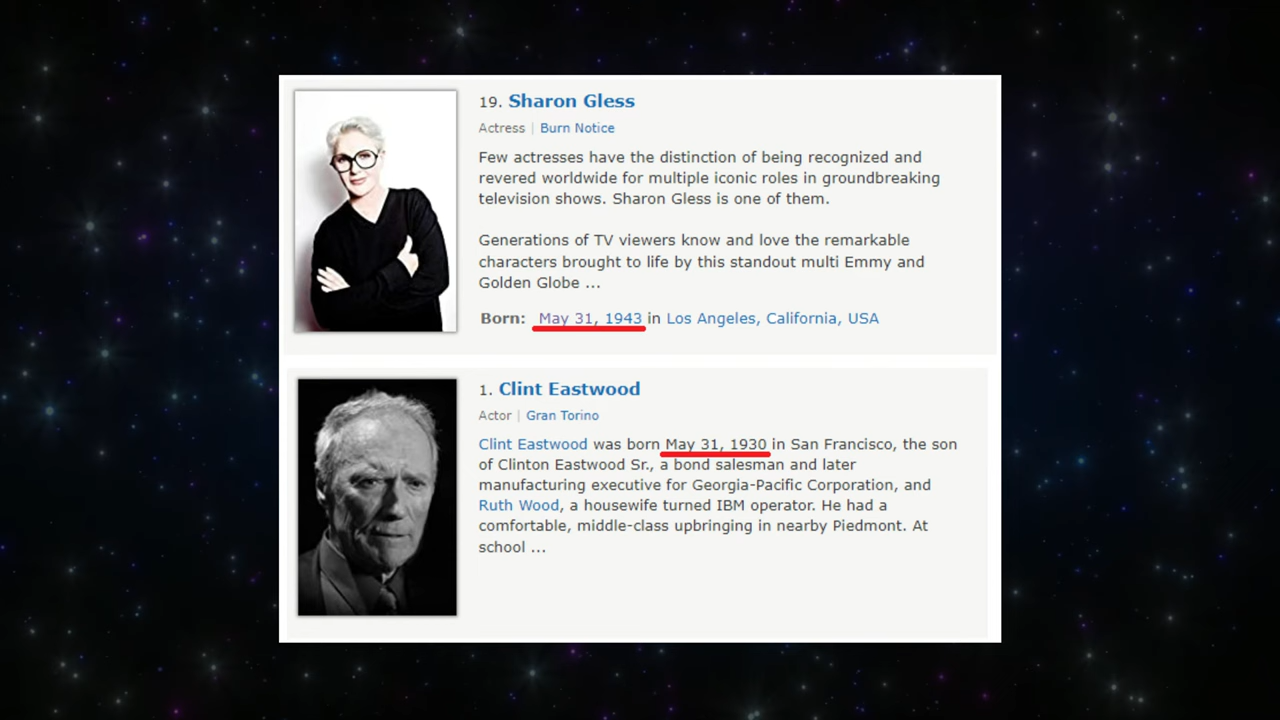 19. Sharon Gless
Actress | Burn Notice
Few actresses have the distinction of being recognized and
revered worldwide for multiple iconic roles in groundbreaking
television shows. Sharon Gless is one of them.
Generations of TV viewers know and love the remarkable
characters brought to life by this standout multi Emmy and
Golden Globe ...
Born: May 31, 1943 in Los Angeles, California, USA
1. Clint Eastwood
Actor | Gran Torino
Clint Eastwood was born May 31, 1930 in San Francisco, the son
of Clinton Eastwood Sr., a bond salesman and later
manufacturing executive for Georgia-Pacific Corporation, and
Ruth Wood, a housewife turned IBM operator. He had a
comfortable, middle-class upbringing in nearby Piedmont. At
school ...